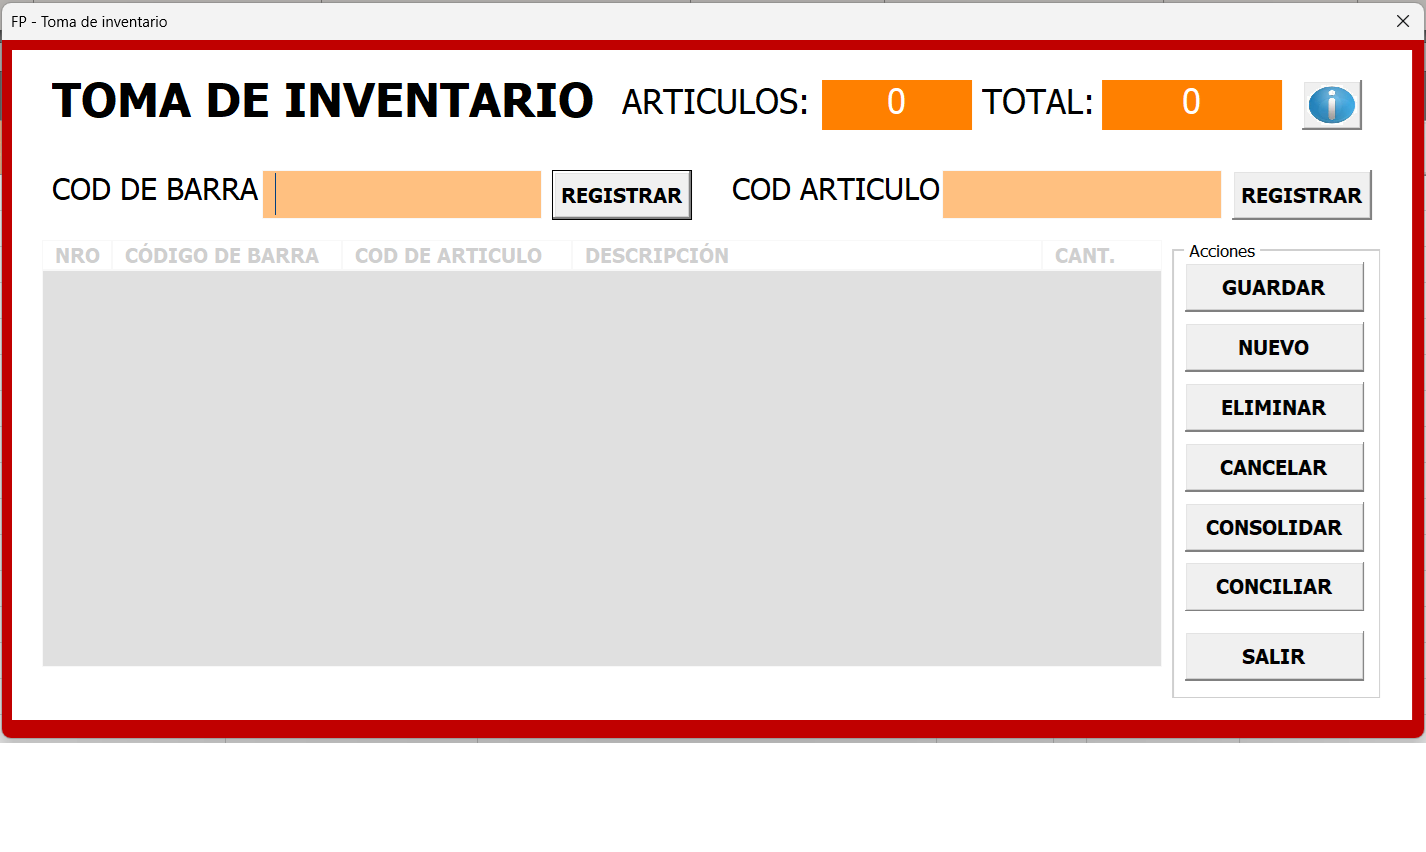 FP - Toma de inventario
TOMA DE INVENTARIO ARTICULOS: 0 TOTAL: 0
COD DE BARRA REGISTRAR COD ARTICULO REGISTRAR
NRO CÓDIGO DE BARRA COD DE ARTICULO DESCRIPCIÓN CANT.
Acciones
GUARDAR
NUEVO
ELIMINAR
CANCELAR
CONSOLIDAR
CONCILIAR
SALIR